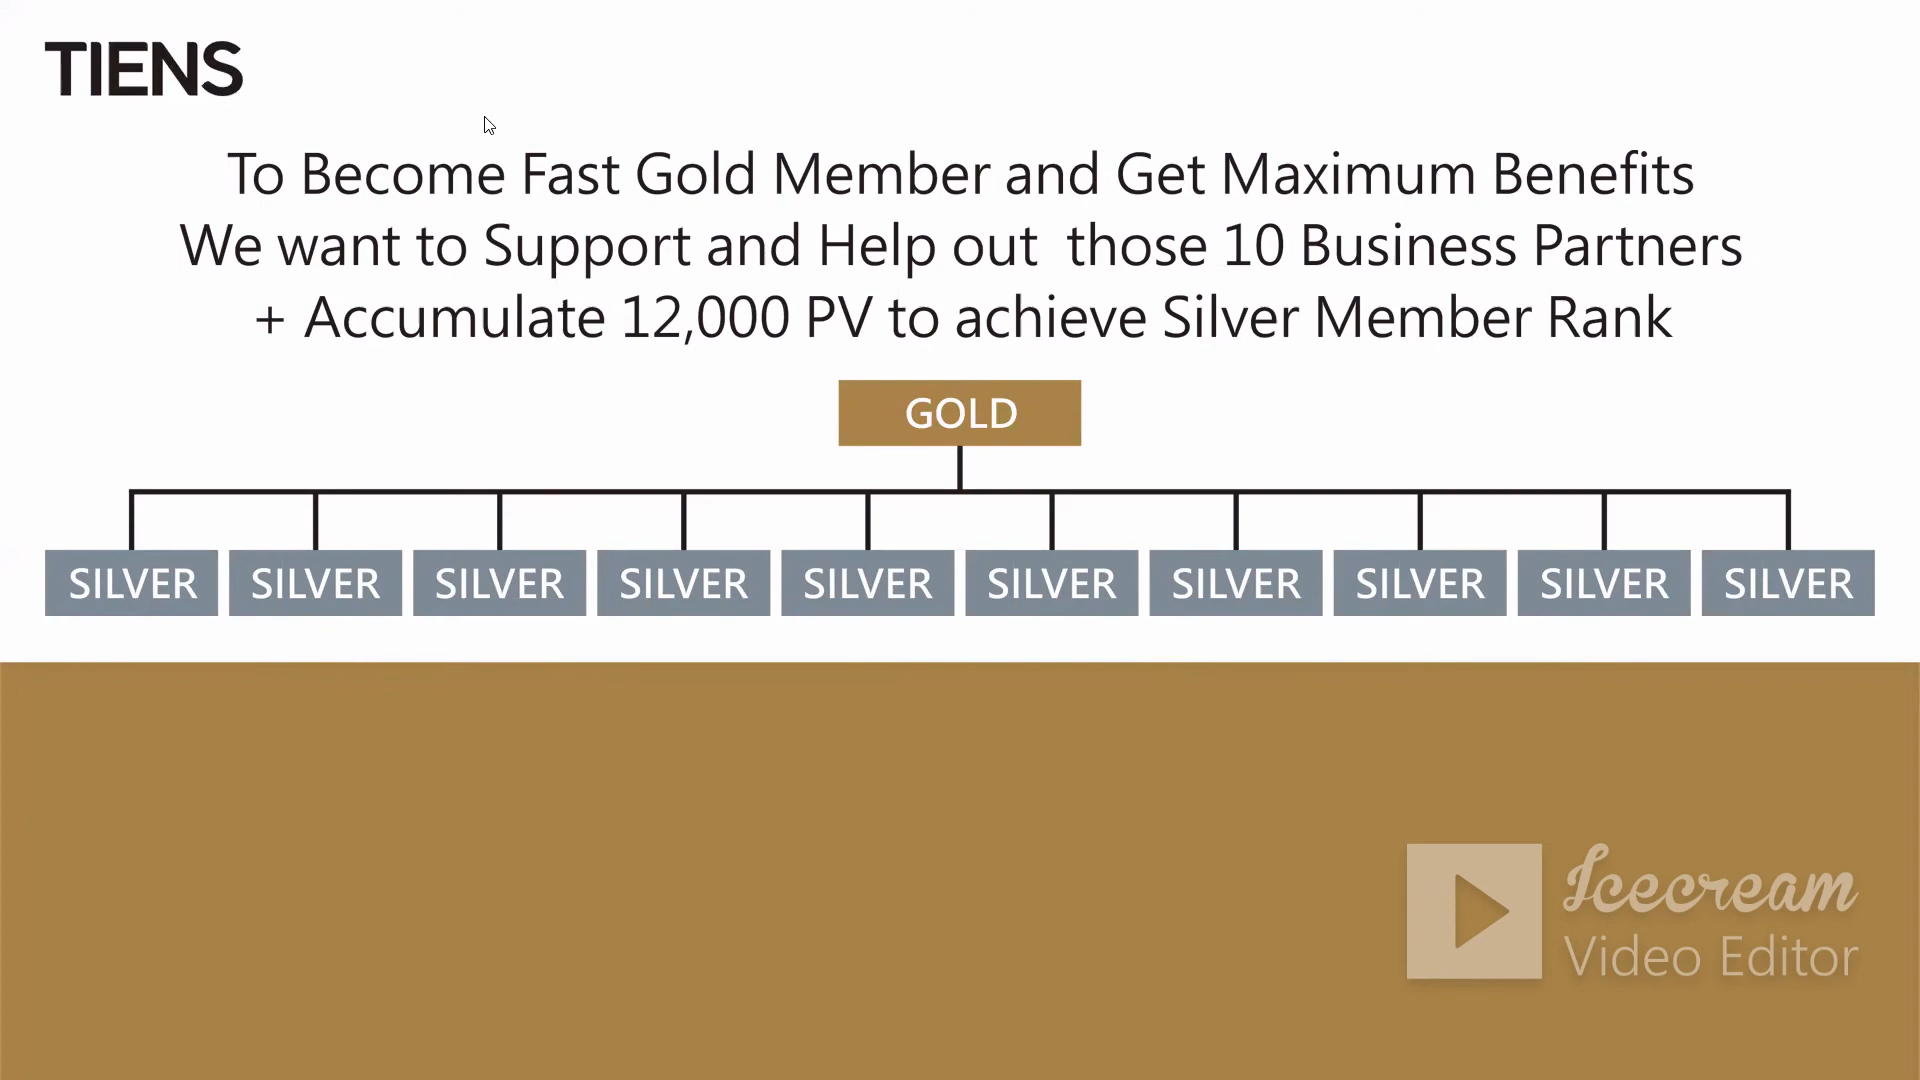 TIENS
To Become Fast Gold Member and Get Maximum Benefits
We want to Support and Help out those 10 Business Partners
+ Accumulate 12,000 PV to achieve Silver Member Rank
GOLD
SILVER SILVER SILVER SILVER SILVER SILVER SILVER SILVER SILVER SILVER
Icecream
Video Editor